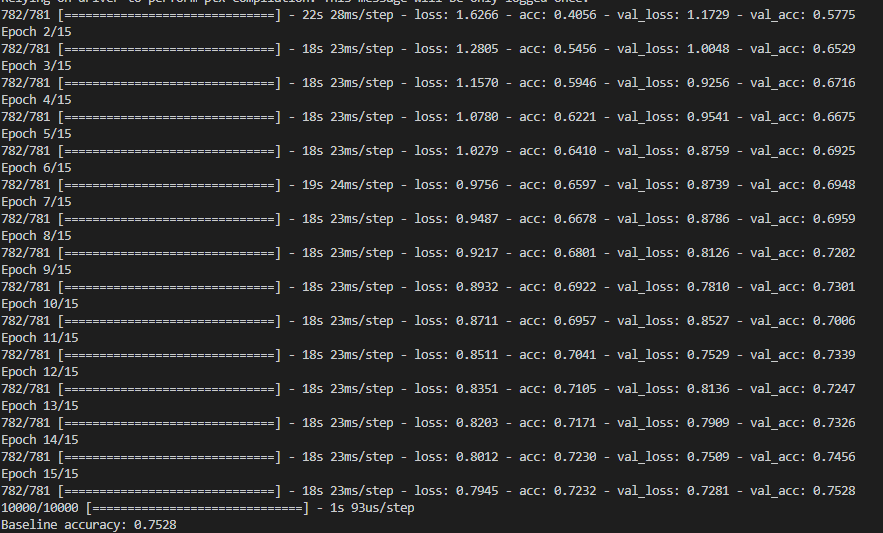 Relying on driver to perform ptx compilation. This message will be only logged once.
782/781 [==============================] - 22s 28ms/step - loss: 1.6266 - acc: 0.4056 - val_loss: 1.1729 - val_acc: 0.5775
Epoch 2/15
782/781 [==============================] - 18s 23ms/step - loss: 1.2805 - acc: 0.5456 - val_loss: 1.0048 - val_acc: 0.6529
Epoch 3/15
782/781 [==============================] - 18s 23ms/step - loss: 1.1570 - acc: 0.5946 - val_loss: 0.9256 - val_acc: 0.6716
Epoch 4/15
782/781 [==============================] - 18s 23ms/step - loss: 1.0780 - acc: 0.6221 - val_loss: 0.9541 - val_acc: 0.6675
Epoch 5/15
782/781 [==============================] - 18s 23ms/step - loss: 1.0279 - acc: 0.6410 - val_loss: 0.8759 - val_acc: 0.6925
Epoch 6/15
782/781 [==============================] - 19s 24ms/step - loss: 0.9756 - acc: 0.6597 - val_loss: 0.8739 - val_acc: 0.6948
Epoch 7/15
782/781 [==============================] - 18s 23ms/step - loss: 0.9487 - acc: 0.6678 - val_loss: 0.8786 - val_acc: 0.6959
Epoch 8/15
782/781 [==============================] - 18s 23ms/step - loss: 0.9217 - acc: 0.6801 - val_loss: 0.8126 - val_acc: 0.7202
Epoch 9/15
782/781 [==============================] - 18s 23ms/step - loss: 0.8932 - acc: 0.6922 - val_loss: 0.7810 - val_acc: 0.7301
Epoch 10/15
782/781 [==============================] - 18s 23ms/step - loss: 0.8711 - acc: 0.6957 - val_loss: 0.8527 - val_acc: 0.7006
Epoch 11/15
782/781 [==============================] - 18s 23ms/step - loss: 0.8511 - acc: 0.7041 - val_loss: 0.7529 - val_acc: 0.7339
Epoch 12/15
782/781 [==============================] - 18s 23ms/step - loss: 0.8351 - acc: 0.7105 - val_loss: 0.8136 - val_acc: 0.7247
Epoch 13/15
782/781 [==============================] - 18s 23ms/step - loss: 0.8203 - acc: 0.7171 - val_loss: 0.7909 - val_acc: 0.7326
Epoch 14/15
782/781 [==============================] - 18s 23ms/step - loss: 0.8012 - acc: 0.7230 - val_loss: 0.7509 - val_acc: 0.7456
Epoch 15/15
782/781 [==============================] - 18s 23ms/step - loss: 0.7945 - acc: 0.7232 - val_loss: 0.7281 - val_acc: 0.7528
10000/10000 [==============================] - 1s 93us/step
Baseline accuracy: 0.7528